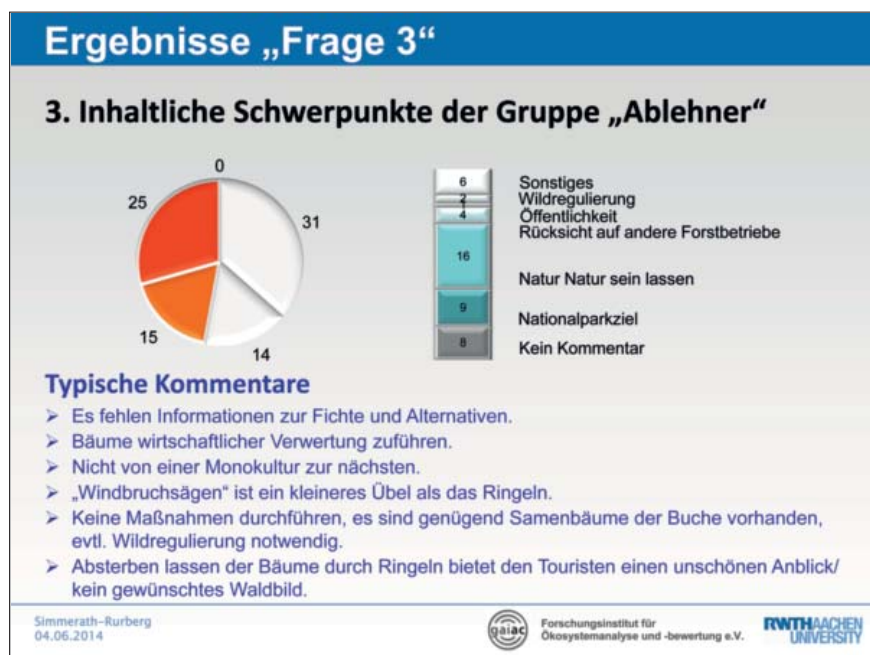 Ergebnisse „Frage 3“
3. Inhaltliche Schwerpunkte der Gruppe „Ablehner“
0
25
31
15
14
6
2
1
4
16
9
8
Sonstiges
Wildregulierung
Öffentlichkeit
Rücksicht auf andere Forstbetriebe
Natur Natur sein lassen
Nationalparkziel
Kein Kommentar
Typische Kommentare
➢ Es fehlen Informationen zur Fichte und Alternativen.
➢ Bäume wirtschaftlicher Verwertung zuführen.
➢ Nicht von einer Monokultur zur nächsten.
➢ „Windbruchsägen“ ist ein kleineres Übel als das Ringeln.
➢ Keine Maßnahmen durchführen, es sind genügend Samenbäume der Buche vorhanden,
evtl. Wildregulierung notwendig.
➢ Absterben lassen der Bäume durch Ringeln bietet den Touristen einen unschönen Anblick/
kein gewünschtes Waldbild.
Simmerath-Rurberg
04.06.2014
gaiac
Forschungsinstitut für
Ökosystemanalyse und -bewertung e.V.
RWTHAACHEN
UNIVERSITY